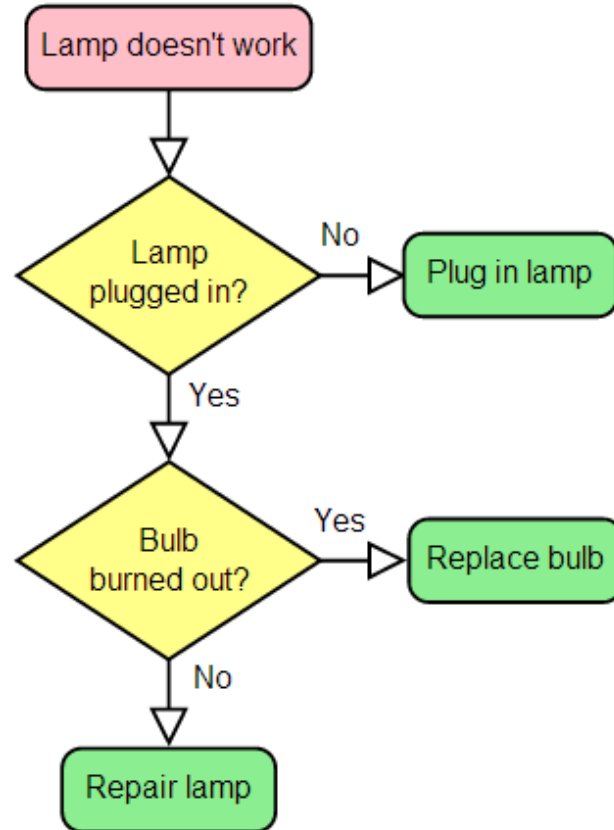 Lamp doesn't work
Lamp
plugged in?
No
Plug in lamp
Yes
Bulb
burned out?
Yes
Replace bulb
No
Repair lamp